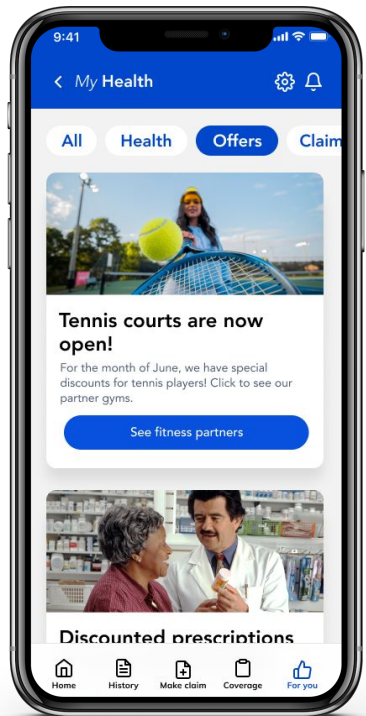 9:41
My Health
All Health Offers Claim
Tennis courts are now
open!
For the month of June, we have special
discounts for tennis players! Click to see our
partner gyms.
See fitness partners
Discounted prescriptions
Home History Make claim Coverage For you